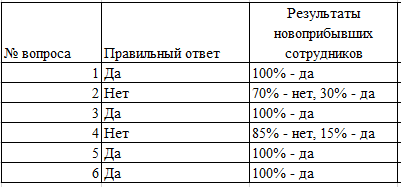 № вопроса Правильный ответ Результаты новоприбывших сотрудников
1 Да 100% - да
2 Нет 70% - нет, 30% - да
3 Да 100% - да
4 Нет 85% - нет, 15% - да
5 Да 100% - да
6 Да 100% - да